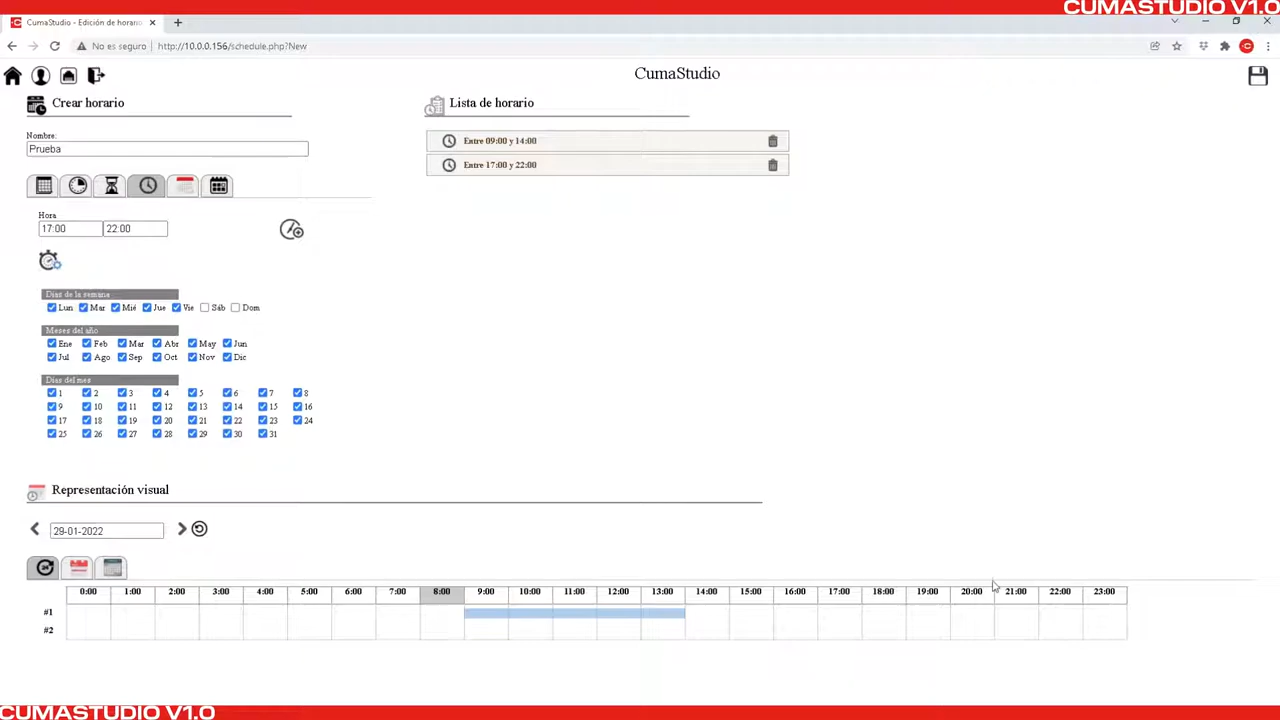 CUMASTUDIO V1.0
CumaStudio - Edición de horario
No es seguro http://10.0.0.156/schedule.php?New
CumaStudio
Crear horario
Nombre:
Prueba
Hora
17:00 22:00
Días de la semana
Lun Mar Mié Jue Vie Sáb Dom
Meses del año
Ene Feb Mar Abr May Jun
Jul Ago Sep Oct Nov Dic
Días del mes
1 2 3 4 5 6 7 8
9 10 11 12 13 14 15 16
17 18 19 20 21 22 23 24
25 26 27 28 29 30 31
Lista de horario
Entre 09:00 y 14:00
Entre 17:00 y 22:00
Representación visual
29-01-2022
0:00 1:00 2:00 3:00 4:00 5:00 6:00 7:00 8:00 9:00 10:00 11:00 12:00 13:00 14:00 15:00 16:00 17:00 18:00 19:00 20:00 21:00 22:00 23:00
#1
#2
CUMASTUDIO V1.0